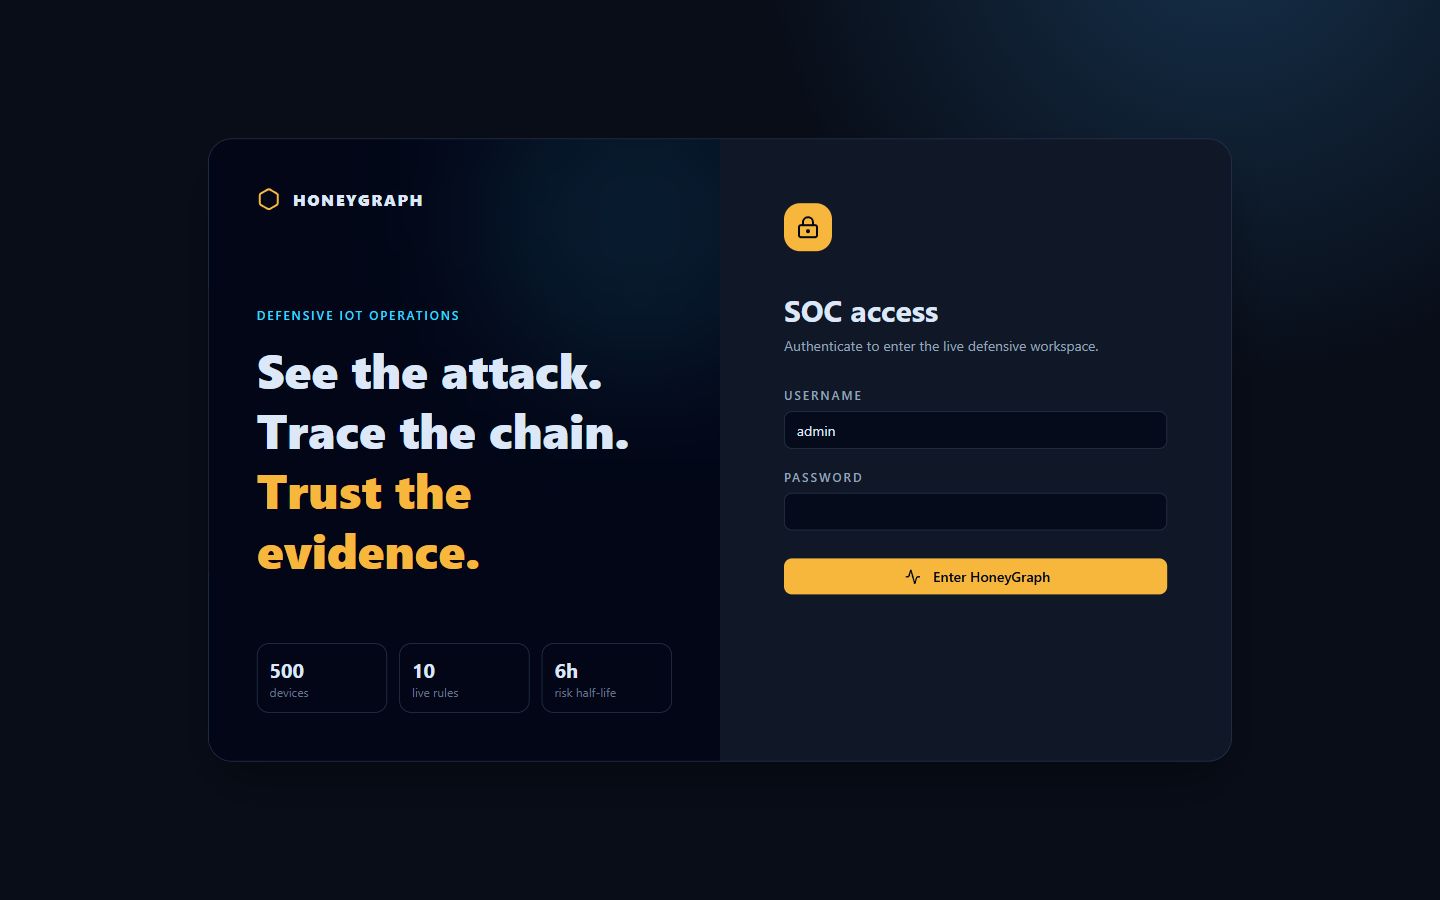 HONEYGRAPH
DEFENSIVE IOT OPERATIONS
See the attack.
Trace the chain.
Trust the
evidence.
500
devices
10
live rules
6h
risk half-life
SOC access
Authenticate to enter the live defensive workspace.
USERNAME
admin
PASSWORD
Enter HoneyGraph